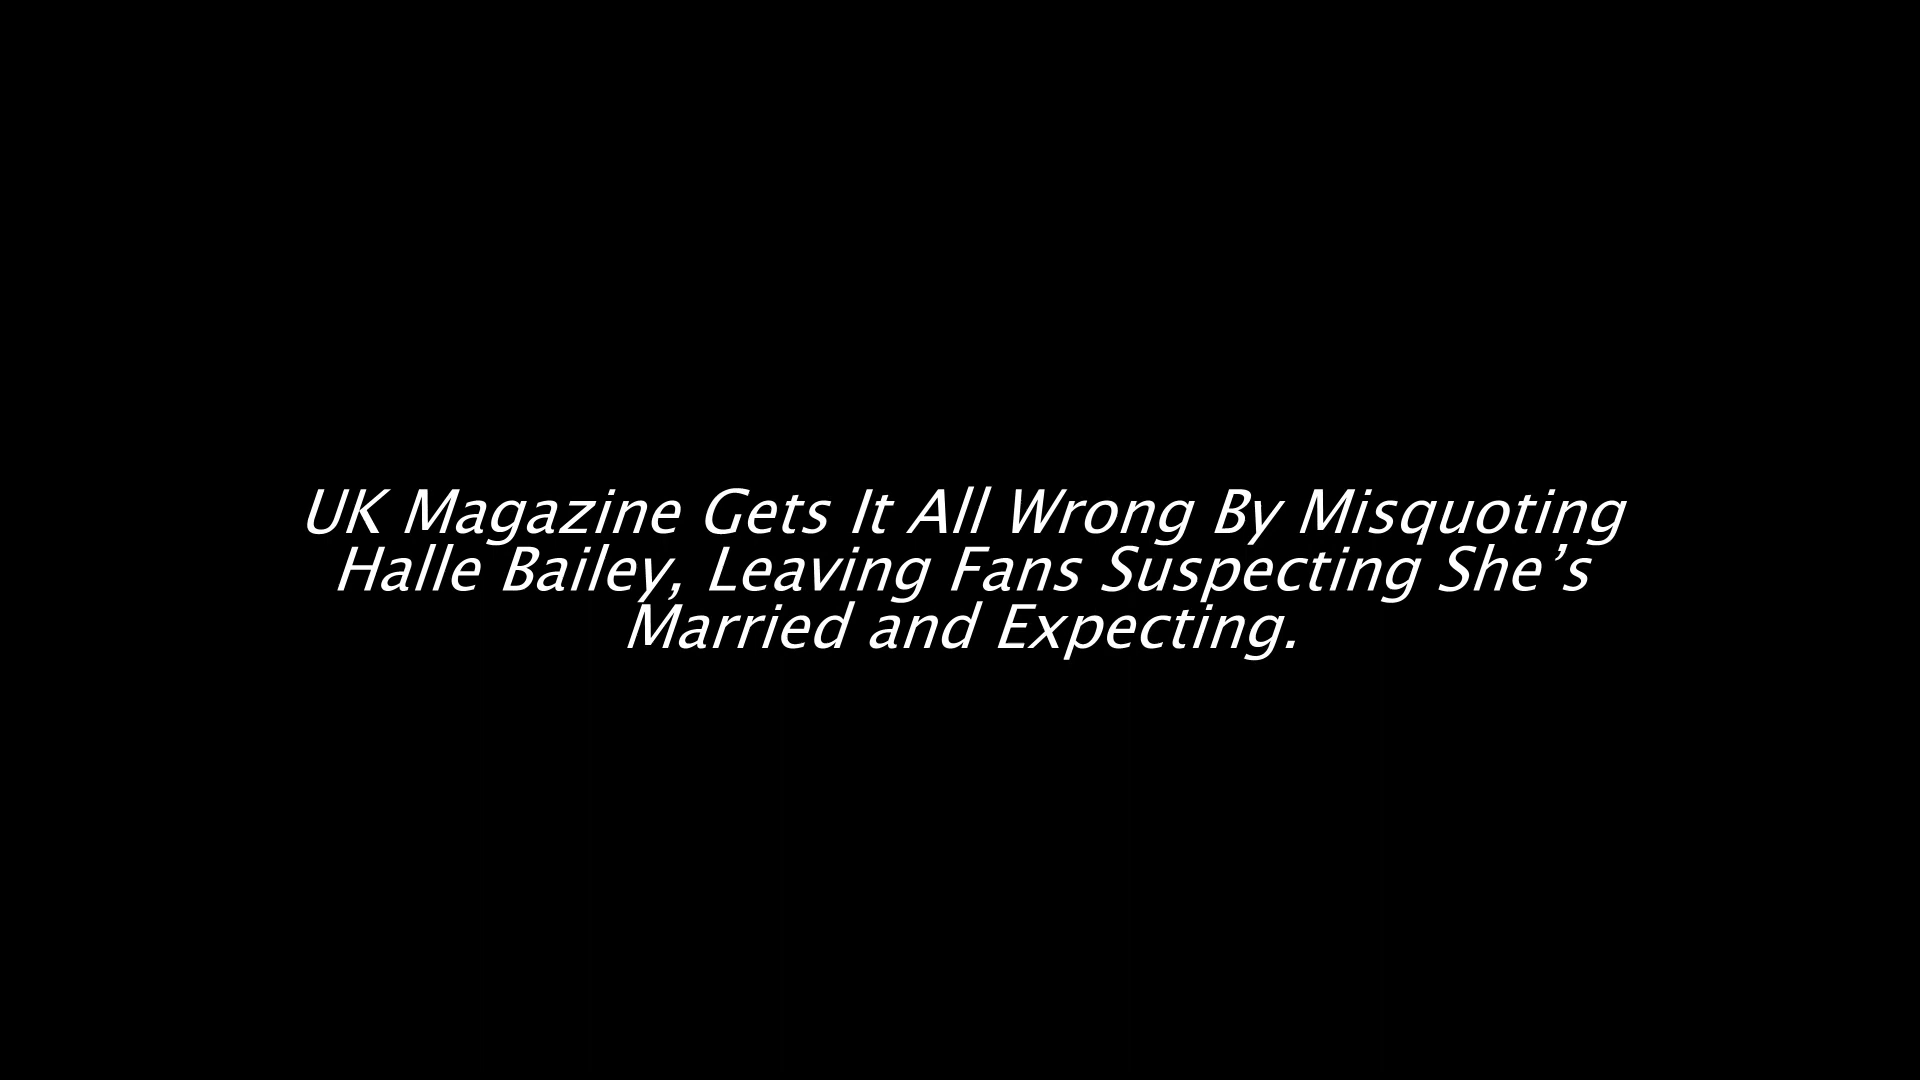 UK Magazine Gets It All Wrong By Misquoting
Halle Bailey, Leaving Fans Suspecting She’s
Married and Expecting.